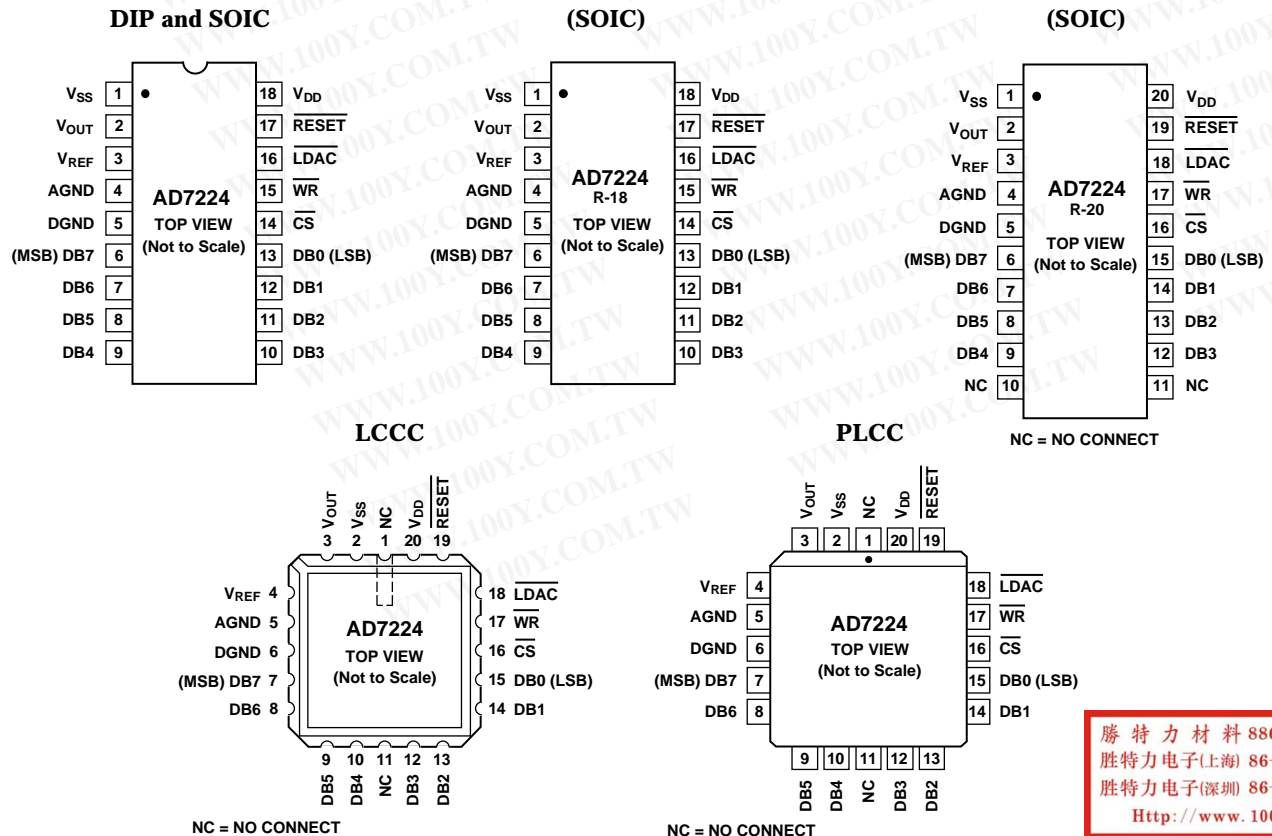 DIP and SOIC
VSS 1
VOUT 2
VREF 3
AGND 4
DGND 5
(MSB) DB7 6
DB6 7
DB5 8
DB4 9
18 VDD
17 RESET
16 LDAC
15 WR
14 CS
13 DB0 (LSB)
12 DB1
11 DB2
10 DB3
AD7224
TOP VIEW
(Not to Scale)
(SOIC)
VSS 1
VOUT 2
VREF 3
AGND 4
DGND 5
(MSB) DB7 6
DB6 7
DB5 8
DB4 9
18 VDD
17 RESET
16 LDAC
15 WR
14 CS
13 DB0 (LSB)
12 DB1
11 DB2
10 DB3
AD7224
R-18
TOP VIEW
(Not to Scale)
(SOIC)
VSS 1
VOUT 2
VREF 3
AGND 4
DGND 5
(MSB) DB7 6
DB6 7
DB5 8
DB4 9
NC 10
20 VDD
19 RESET
18 LDAC
17 WR
16 CS
15 DB0 (LSB)
14 DB1
13 DB2
12 DB3
11 NC
AD7224
R-20
TOP VIEW
(Not to Scale)
NC = NO CONNECT
LCCC
VOUT VSS NC VDD RESET
3 2 1 20 19
VREF 4
AGND 5
DGND 6
(MSB) DB7 7
DB6 8
18 LDAC
17 WR
16 CS
15 DB0 (LSB)
14 DB1
AD7224
TOP VIEW
(Not to Scale)
9 10 11 12 13
DB5 DB4 NC DB3 DB2
NC = NO CONNECT
PLCC
VOUT VSS NC VDD RESET
3 2 1 20 19
VREF 4
AGND 5
DGND 6
(MSB) DB7 7
DB6 8
18 LDAC
17 WR
16 CS
15 DB0 (LSB)
14 DB1
AD7224
TOP VIEW
(Not to Scale)
9 10 11 12 13
DB5 DB4 NC DB3 DB2
NC = NO CONNECT
勝 特 力 材 料 886
胜特力电子(上海) 86-
胜特力电子(深圳) 86-
Http://www. 100
WWW.100Y.COM.TW